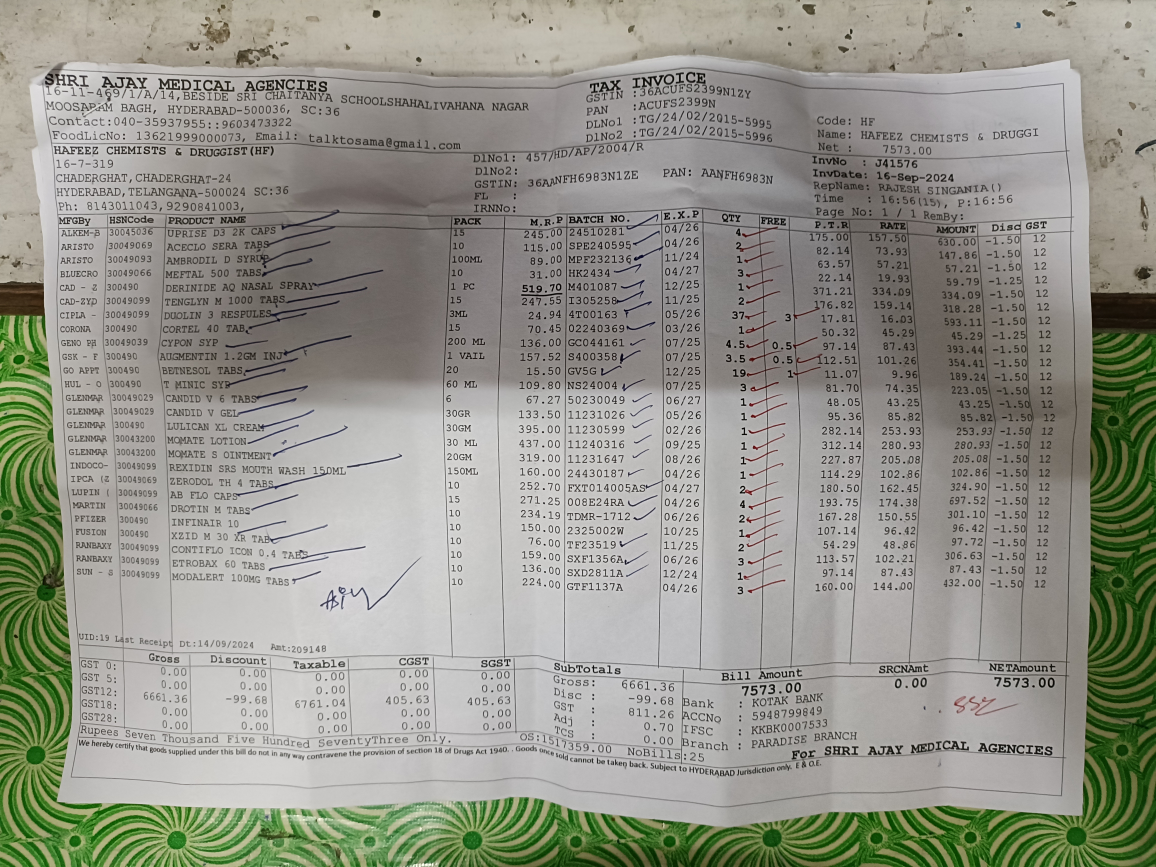 SHRI AJAY MEDICAL AGENCIES
16-11-469/1/A/14,BESIDE SRI CHAITANYA SCHOOLSHAHALIVAHANA NAGAR
MOOSARAM BAGH, HYDERABAD-500036, SC:36
Contact:040-35937955::9603473322
FoodLicNo: 13621999000073, Email: talktosama@gmail.com
TAX INVOICE
GSTIN :36ACUFS2399N1ZY
PAN :ACUFS2399N
DLNo1 :TG/24/02/2015-5995
DLNo2 :TG/24/02/2015-5996
Code: HF
Name: HAFEEZ CHEMISTS & DRUGGI
Net : 7573.00
HAFEEZ CHEMISTS & DRUGGIST(HF)
16-7-319
CHADERGHAT, CHADERGHAT-24
HYDERABAD,TELANGANA-500024 SC:36
Ph: 8143011043,9290841003,
DlNo1: 457/HD/AP/2004/R
DlNo2:
GSTIN: 36AANFH6983N1ZE PAN: AANFH6983N
FL :
IRNNo:
InvNo : J41576
InvDate: 16-Sep-2024
RepName: RAJESH SINGANIA()
Time : 16:56(15), P:16:56
Page No: 1 / 1 RemBy:
MFGBy HSNCode PRODUCT NAME PACK M.R.P BATCH NO. E.X.P QTY FREE P.T.R RATE AMOUNT Disc GST
ALKEM-B 30045036 UPRISE D3 2K CAPS 15 245.00 24510281 04/26 4 175.00 157.50 630.00 -1.50 12
ARISTO 30049069 ACECLO SERA TABS 10 115.00 SPE240595 04/26 2 82.14 73.93 147.86 -1.50 12
ARISTO 30049093 AMBRODIL D SYRUP 100ML 89.00 MPF232136 11/24 1 63.57 57.21 57.21 -1.50 12
BLUECRO 30049066 MEFTAL 500 TABS 10 31.00 HK2434 04/27 3 22.14 19.93 59.79 -1.25 12
CAD - Z 300490 DERINIDE AQ NASAL SPRAY 1 PC 519.70 M401087 12/25 1 371.21 334.09 334.09 -1.50 12
CAD-ZYD 30049099 TENGLYN M 1000 TABS 15 247.55 I305258 11/25 2 176.82 159.14 318.28 -1.50 12
CIPLA - 30049099 DUOLIN 3 RESPULES 3ML 24.94 4T00163 05/26 37 3 17.81 16.03 593.11 -1.50 12
CORONA 300490 CORTEL 40 TAB 15 70.45 02240369 03/26 1 50.32 45.29 45.29 -1.25 12
GENO PH 30049039 CYPON SYP 200 ML 136.00 GC044161 07/25 4.5 0.5 97.14 87.43 393.44 -1.50 12
GSK - F 300490 AUGMENTIN 1.2GM INJ 1 VAIL 157.52 S400358 07/25 3.5 0.5 112.51 101.26 354.41 -1.50 12
GO APPT 300490 BETNESOL TABS 20 15.50 GV5G 12/25 19 1 11.07 9.96 189.24 -1.50 12
HUL - O 300490 T MINIC SYP 60 ML 109.80 NS24004 07/25 3 81.70 74.35 223.05 -1.50 12
GLENMAR 30049029 CANDID V 6 TABS 6 67.27 50230049 06/27 1 48.05 43.25 43.25 -1.50 12
GLENMAR 30049029 CANDID V GEL 30GR 133.50 11231026 05/26 1 95.36 85.82 85.82 -1.50 12
GLENMAR 300490 LULICAN XL CREAM 30GM 395.00 11230599 02/26 1 282.14 253.93 253.93 -1.50 12
GLENMAR 30043200 MOMATE LOTION 30 ML 437.00 11240316 09/25 1 312.14 280.93 280.93 -1.50 12
GLENMAR 30043200 MOMATE S OINTMENT 20GM 319.00 11231647 08/26 1 227.87 205.08 205.08 -1.50 12
INDOCO- 30049099 REXIDIN SRS MOUTH WASH 150ML 150ML 160.00 24430187 04/26 1 114.29 102.86 102.86 -1.50 12
IPCA (Z 30049069 ZERODOL TH 4 TABS 10 252.70 FXT014005AS 04/27 2 180.50 162.45 324.90 -1.50 12
LUPIN ( 30049099 AB FLO CAPS 15 271.25 008E24RA 04/26 4 193.75 174.38 697.52 -1.50 12
MARTIN 30049066 DROTIN M TABS 10 234.19 TDMR-1712 06/26 2 167.28 150.55 301.10 -1.50 12
PFIZER 300490 INFINAIR 10 10 150.00 2325002W 10/25 1 107.14 96.42 96.42 -1.50 12
FUSION 300490 XZID M 30 XR TAB 10 76.00 TF23519 11/25 2 54.29 48.86 97.72 -1.50 12
RANBAXY 30049099 CONTIFLO ICON 0.4 TABS 10 159.00 SXF1356A 06/26 3 113.57 102.21 306.63 -1.50 12
RANBAXY 30049099 ETROBAX 60 TABS 10 136.00 SXD2811A 12/24 1 97.14 87.43 87.43 -1.50 12
SUN - S 30049099 MODALERT 100MG TABS 10 224.00 GTF1137A 04/26 3 160.00 144.00 432.00 -1.50 12
UID:19 Last Receipt Dt:14/09/2024 Amt:209148
Gross Discount Taxable CGST SGST
GST 0: 0.00 0.00 0.00 0.00 0.00
GST 5: 0.00 0.00 0.00 0.00 0.00
GST12: 6661.36 -99.68 6761.04 405.63 405.63
GST18: 0.00 0.00 0.00 0.00 0.00
GST28: 0.00 0.00 0.00 0.00 0.00
SubTotals
Gross: 6661.36
Disc : -99.68
GST : 811.26
Adj : 0.70
TCS : 0.00
Bill Amount SRCNAmt NETAmount
7573.00 0.00 7573.00
Bank : KOTAK BANK
ACCNo : 5948799849
IFSC : KKBK0007533
Branch : PARADISE BRANCH
Rupees Seven Thousand Five Hundred SeventyThree Only. OS:1517359.00 NoBills:25
We hereby certify that goods supplied under this bill do not in any way contravene the provision of section 18 of Drugs Act 1940. . Goods once sold cannot be taken back. Subject to HYDERABAD Jurisdiction only. E & O.E.
For SHRI AJAY MEDICAL AGENCIES